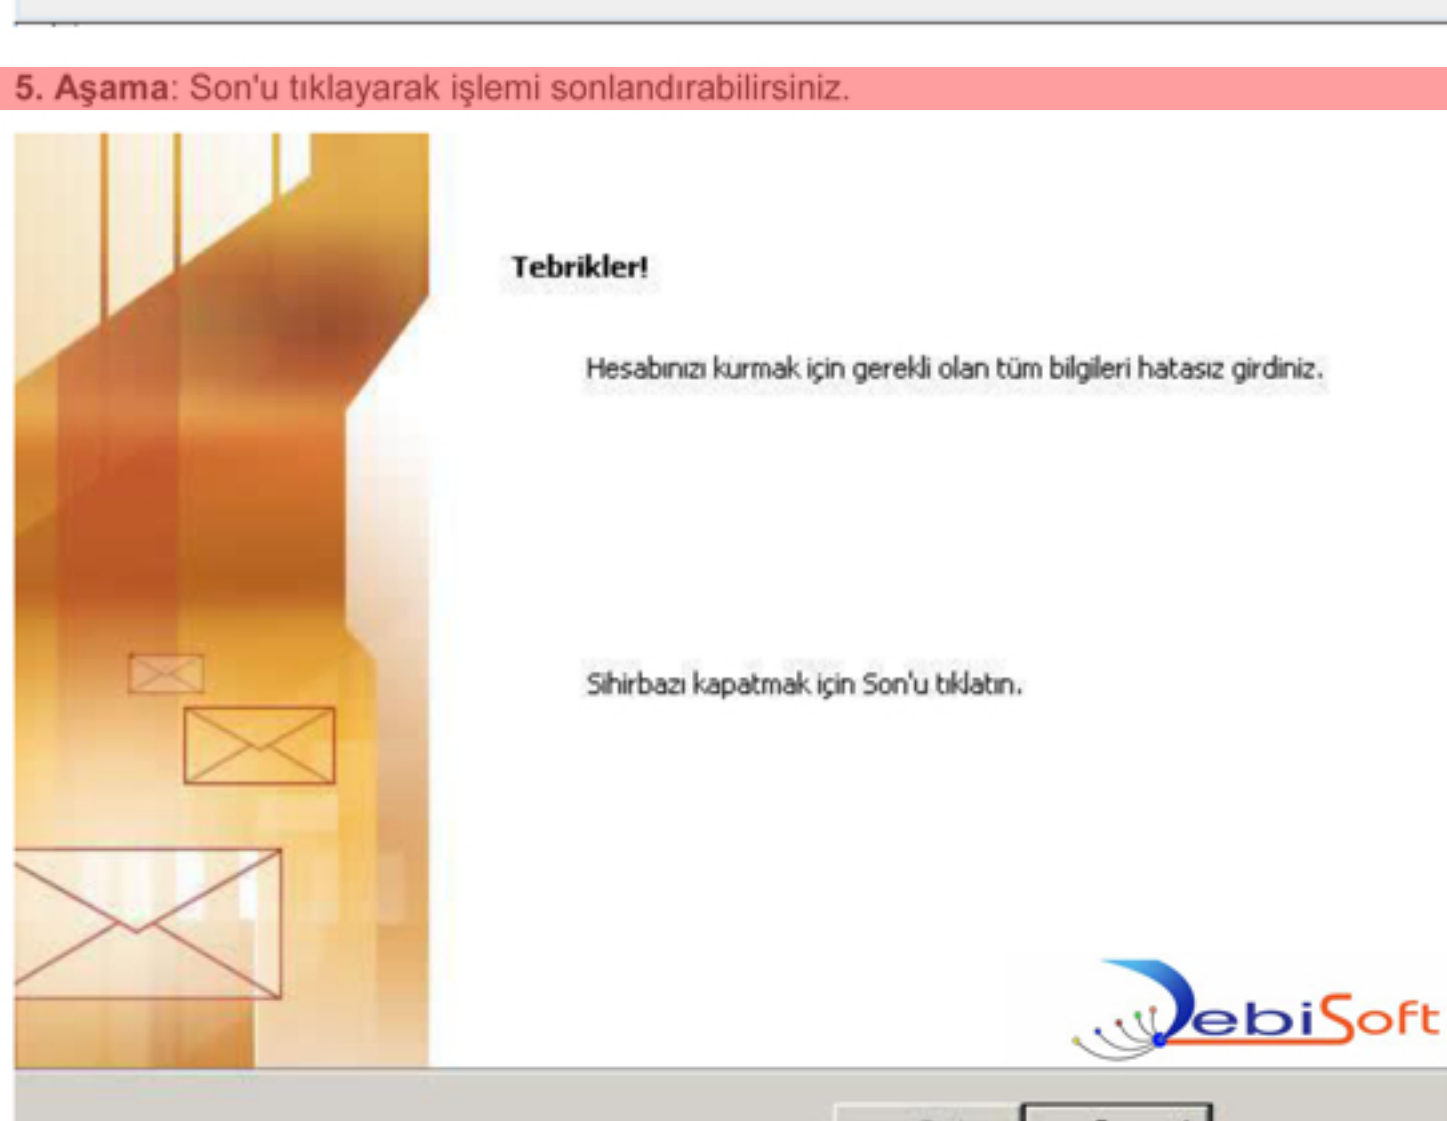 5. Aşama: Son'u tıklayarak işlemi sonlandırabilirsiniz.
Tebrikler!
Hesabınızı kurmak için gerekli olan tüm bilgileri hatasız girdiniz.
Sihirbazı kapatmak için Son'u tıklatın.
DebiSoft